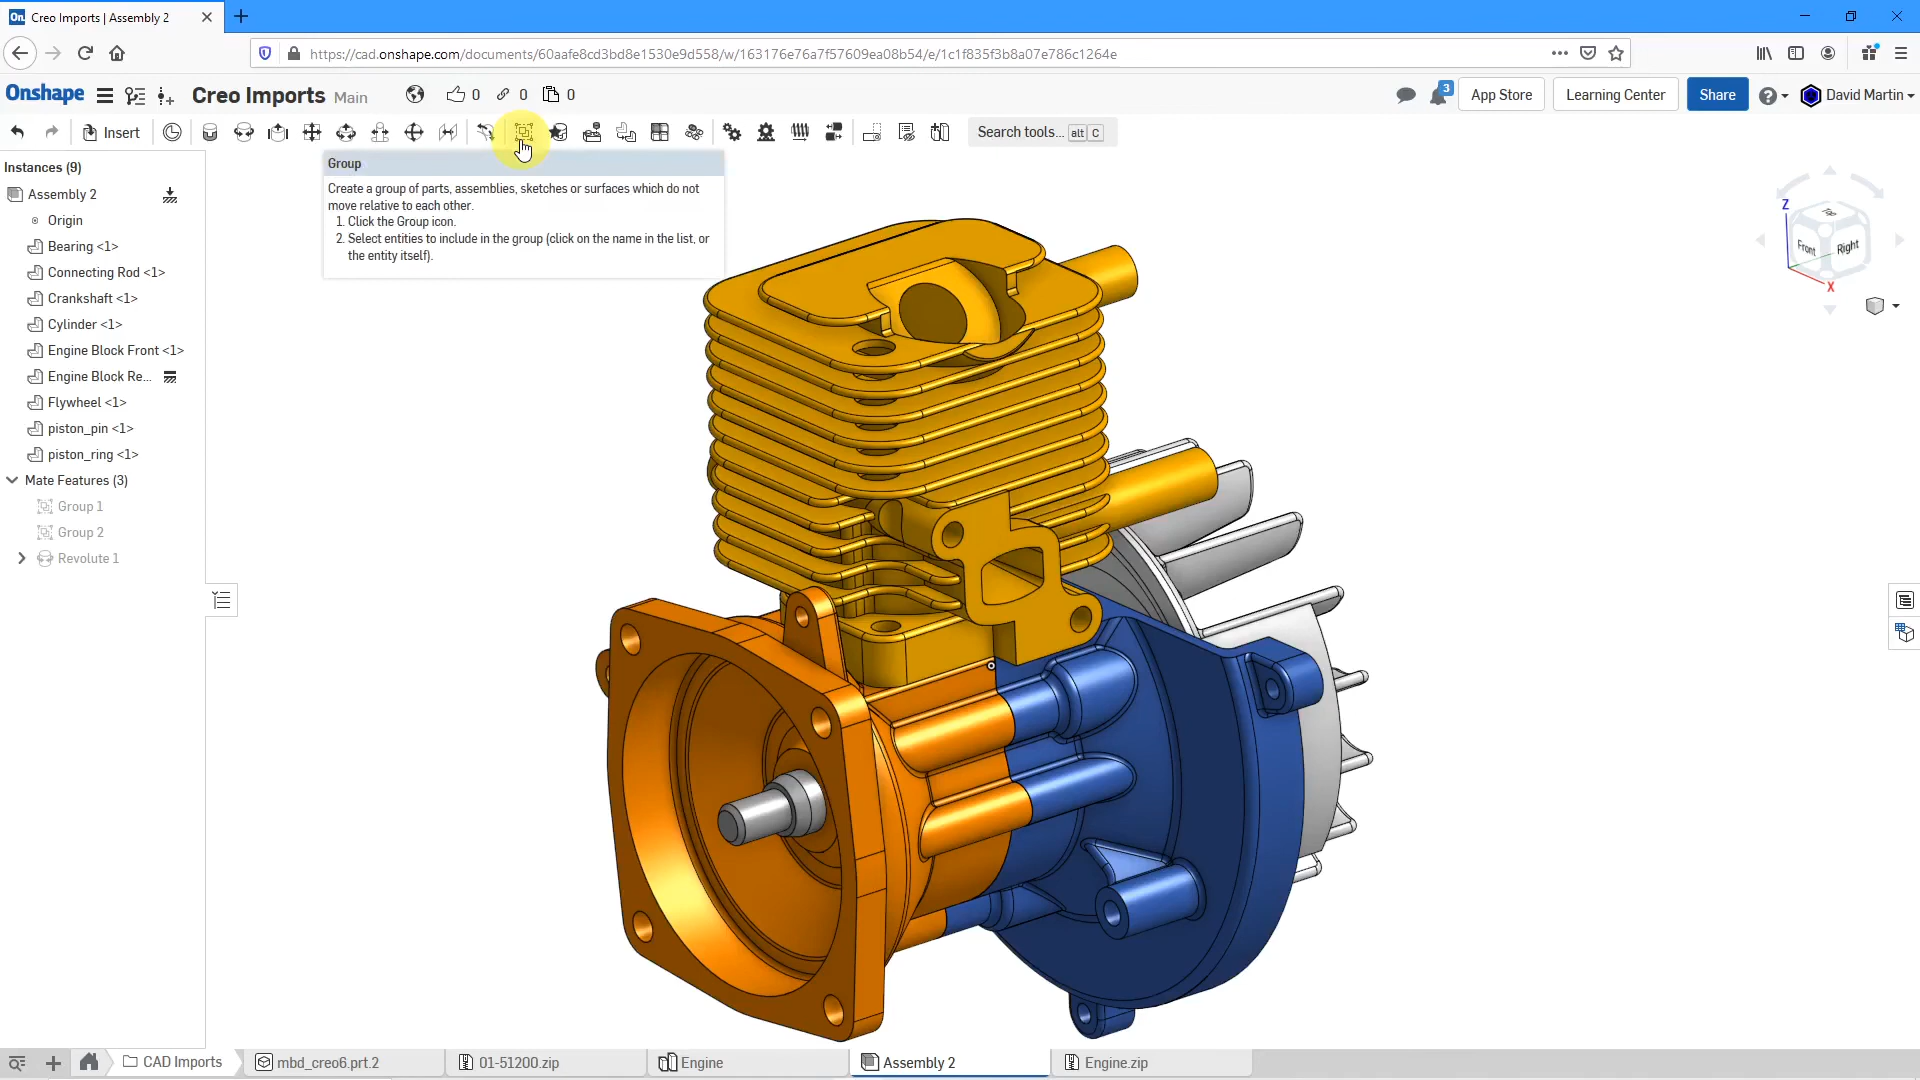 Creo Imports | Assembly 2
https://cad.onshape.com/documents/60aafe8cd3bd8e1530e9d558/w/163176e76a7f57609ea08b54/e/1c1f835f3b8a07e786c1264e
Onshape
Creo Imports Main
0
0
0
3
App Store
Learning Center
Share
David Martin
Insert
Search tools... alt C
Instances (9)
Assembly 2
Origin
Bearing <1>
Connecting Rod <1>
Crankshaft <1>
Cylinder <1>
Engine Block Front <1>
Engine Block Re...
Flywheel <1>
piston_pin <1>
piston_ring <1>
Mate Features (3)
Group 1
Group 2
Revolute 1
Group
Create a group of parts, assemblies, sketches or surfaces which do not
move relative to each other.
1. Click the Group icon.
2. Select entities to include in the group (click on the name in the list, or
the entity itself).
Z
Top
Front
Right
X
CAD Imports
mbd_creo6.prt.2
01-51200.zip
Engine
Assembly 2
Engine.zip